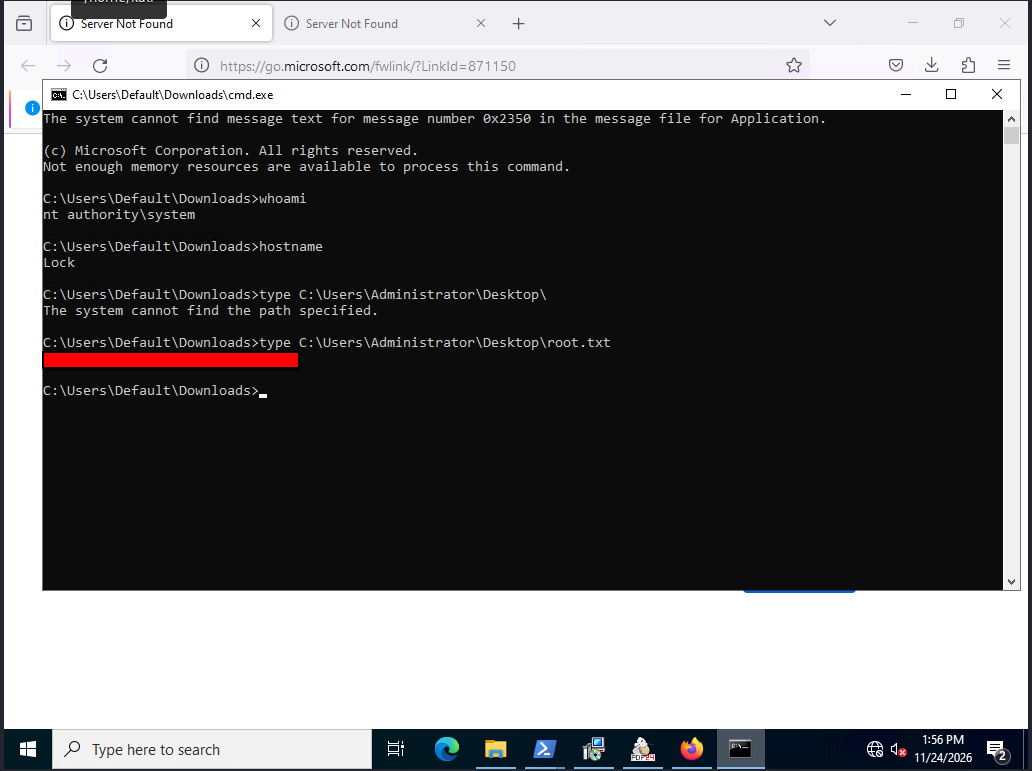 Server Not Found
Server Not Found
https://go.microsoft.com/fwlink/?LinkId=871150
C:\Users\Default\Downloads\cmd.exe
The system cannot find message text for message number 0x2350 in the message file for Application.
(c) Microsoft Corporation. All rights reserved.
Not enough memory resources are available to process this command.
C:\Users\Default\Downloads>whoami
nt authority\system
C:\Users\Default\Downloads>hostname
Lock
C:\Users\Default\Downloads>type C:\Users\Administrator\Desktop\
The system cannot find the path specified.
C:\Users\Default\Downloads>type C:\Users\Administrator\Desktop\root.txt
C:\Users\Default\Downloads>
Type here to search
PDF24
1:56 PM
11/24/2026
2